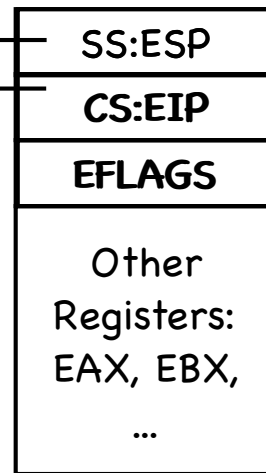 SS:ESP
CS:EIP
EFLAGS
Other
Registers:
EAX, EBX,
...